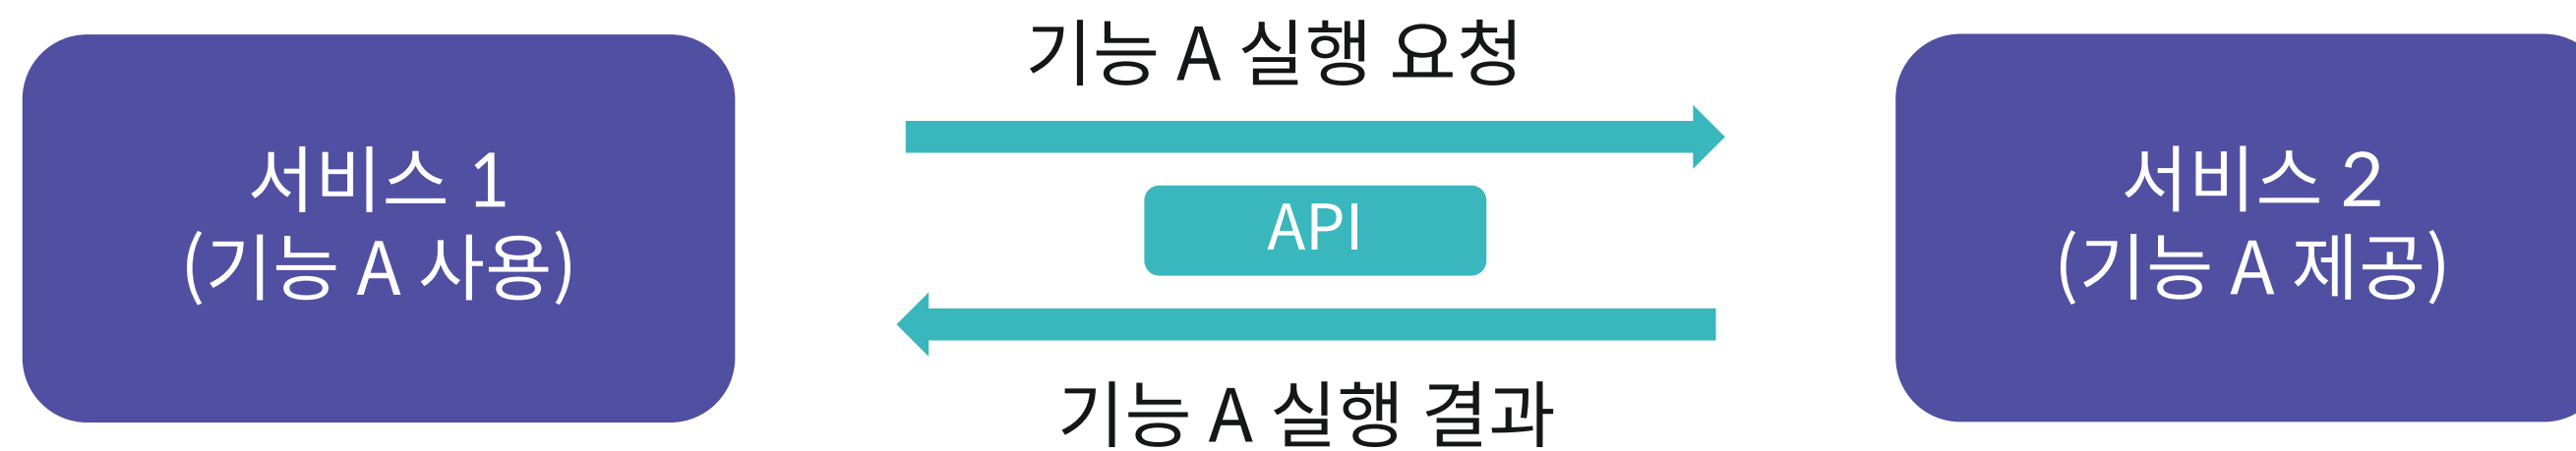 서비스 1
(기능 A 사용)
기능 A 실행 요청
API
기능 A 실행 결과
서비스 2
(기능 A 제공)